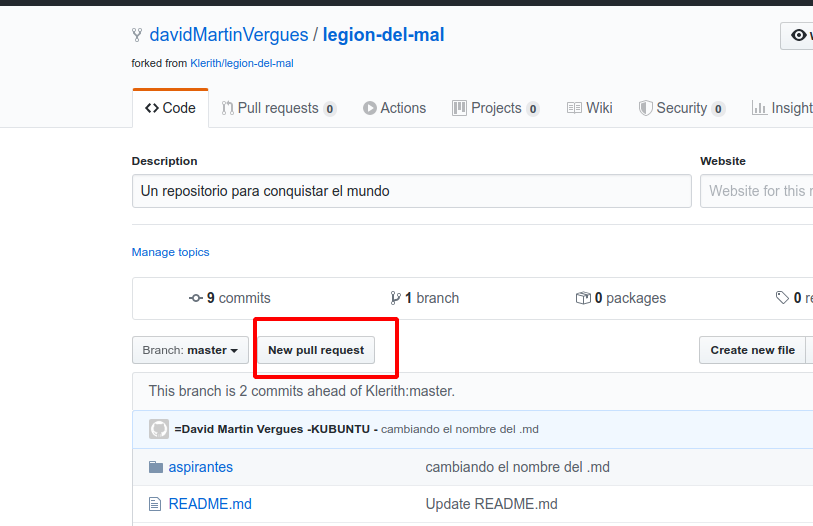 davidMartinVergues / legion-del-mal
forked from Klerith/legion-del-mal
Code Pull requests 0 Actions Projects 0 Wiki Security 0 Insight
Description Website
Un repositorio para conquistar el mundo Website for this
Manage topics
9 commits 1 branch 0 packages 0 re
Branch: master New pull request Create new file
This branch is 2 commits ahead of Klerith:master.
=David Martin Vergues -KUBUNTU - cambiando el nombre del .md
aspirantes cambiando el nombre del .md
README.md Update README.md